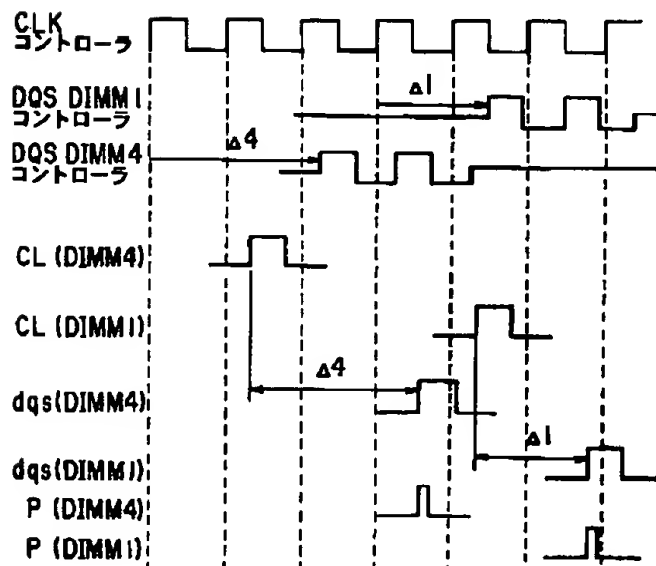 CLK
コントローラ
DQS DIMM1
コントローラ
Δ1
DQS DIMM4
コントローラ
Δ4
CL (DIMM4)
CL (DIMM1)
Δ4
dqs(DIMM4)
Δ1
dqs(DIMM1)
P (DIMM4)
P (DIMM1)